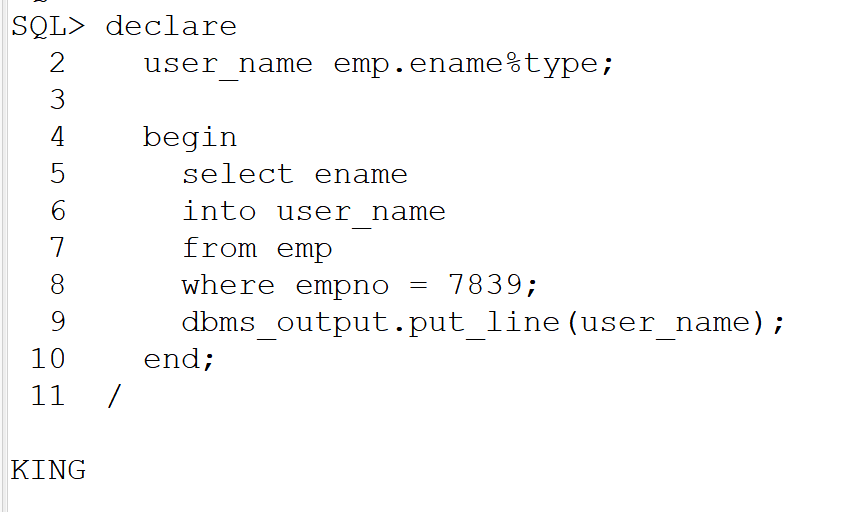 SQL> declare
  2    user_name emp.ename%type;
  3
  4    begin
  5      select ename
  6      into user_name
  7      from emp
  8      where empno = 7839;
  9      dbms_output.put_line(user_name);
 10    end;
 11  /
KING